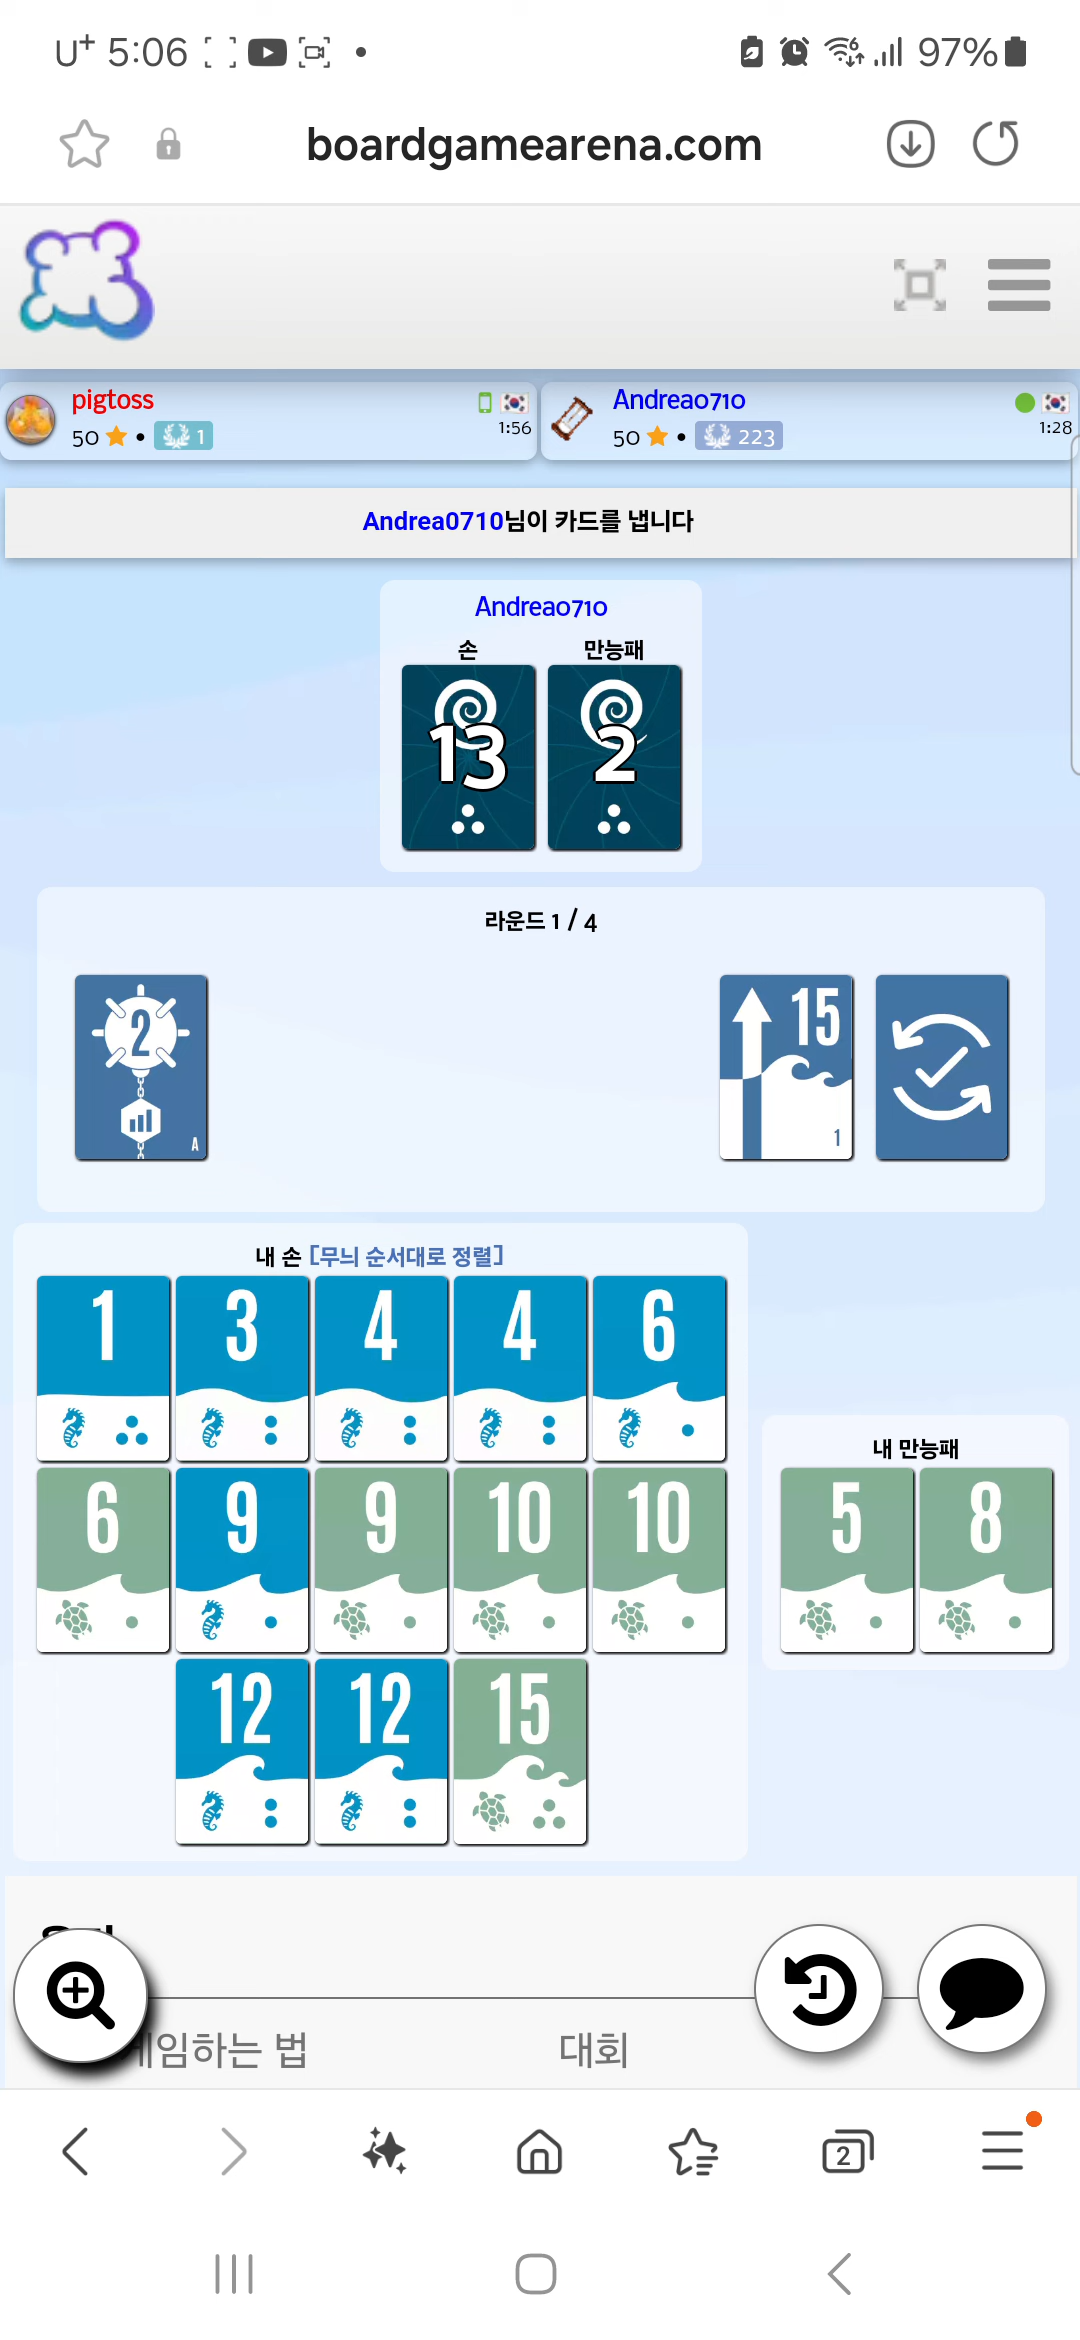 U+ 5:06 97%
boardgamearena.com
pigtoss
1:56
50 • 1
Andrea0710
1:28
50 • 223
Andrea0710님이 카드를 냅니다
Andrea0710
손 만능패
13 2
라운드 1 / 4
2 A
15 1
내 손 [무늬 순서대로 정렬]
1 3 4 4 6
내 만능패
6 9 9 10 10
5 8
12 12 15
게임하는 법
대회
2